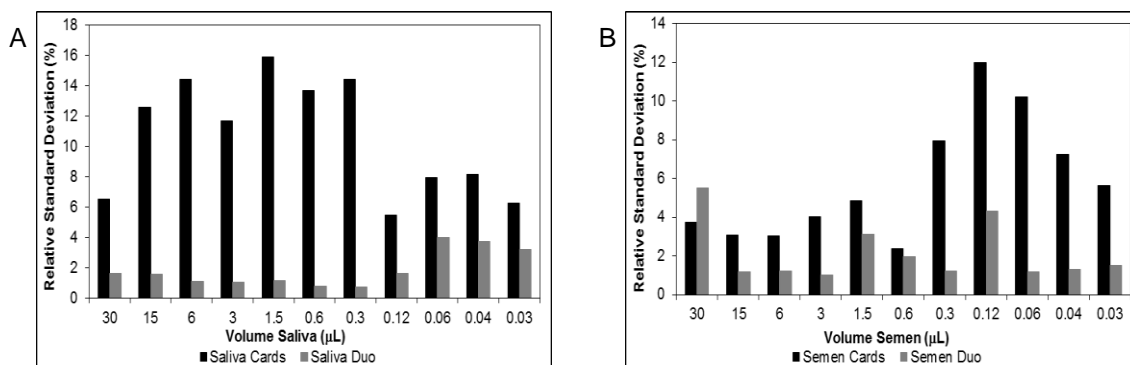 A
Relative Standard Deviation (%)
18
16
14
12
10
8
6
4
2
0
30 15 6 3 1.5 0.6 0.3 0.12 0.06 0.04 0.03
Volume Saliva (µL)
Saliva Cards Saliva Duo
B
Relative Standard Deviation (%)
14
12
10
8
6
4
2
0
30 15 6 3 1.5 0.6 0.3 0.12 0.06 0.04 0.03
Volume Semen (µL)
Semen Cards Semen Duo